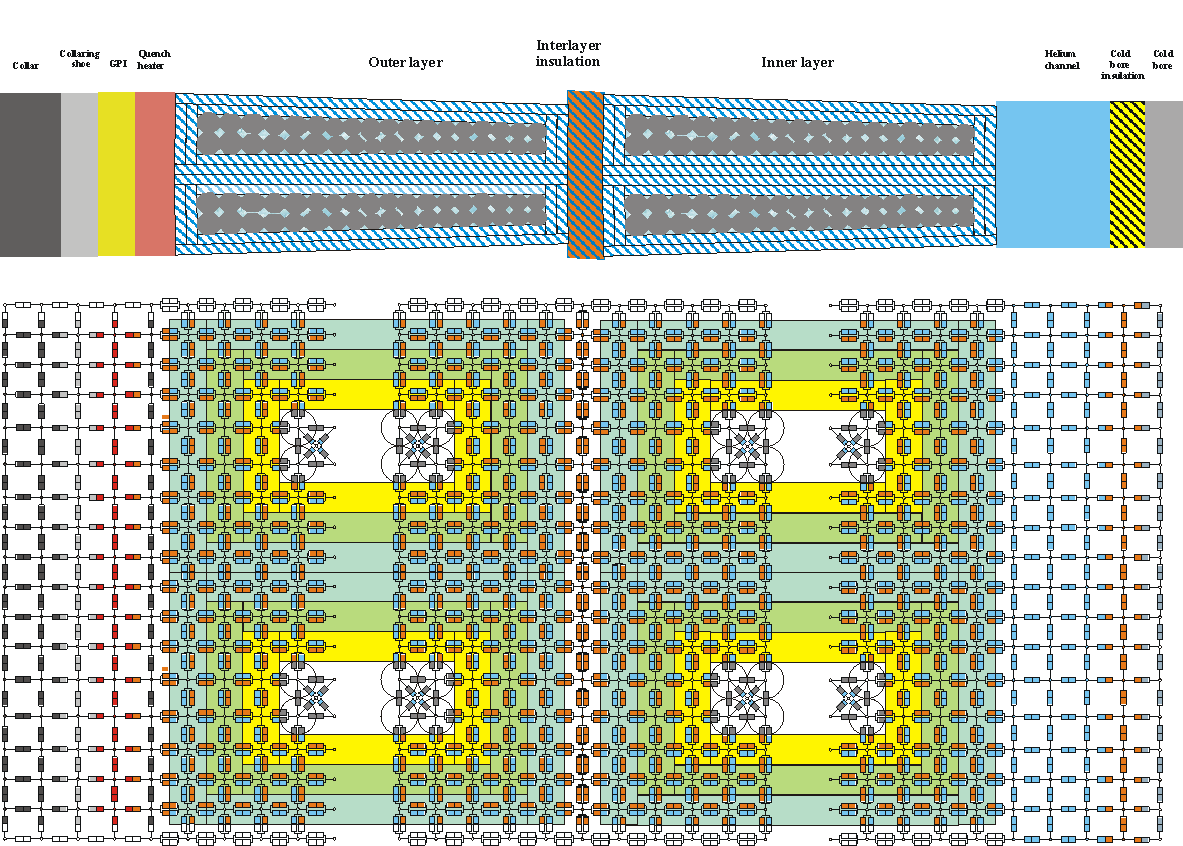 Collar
Collaring
shoe
GPI
Quench
heater
Outer layer
Interlayer
insulation
Inner layer
Helium
channel
Cold
bore
insulation
Cold
bore